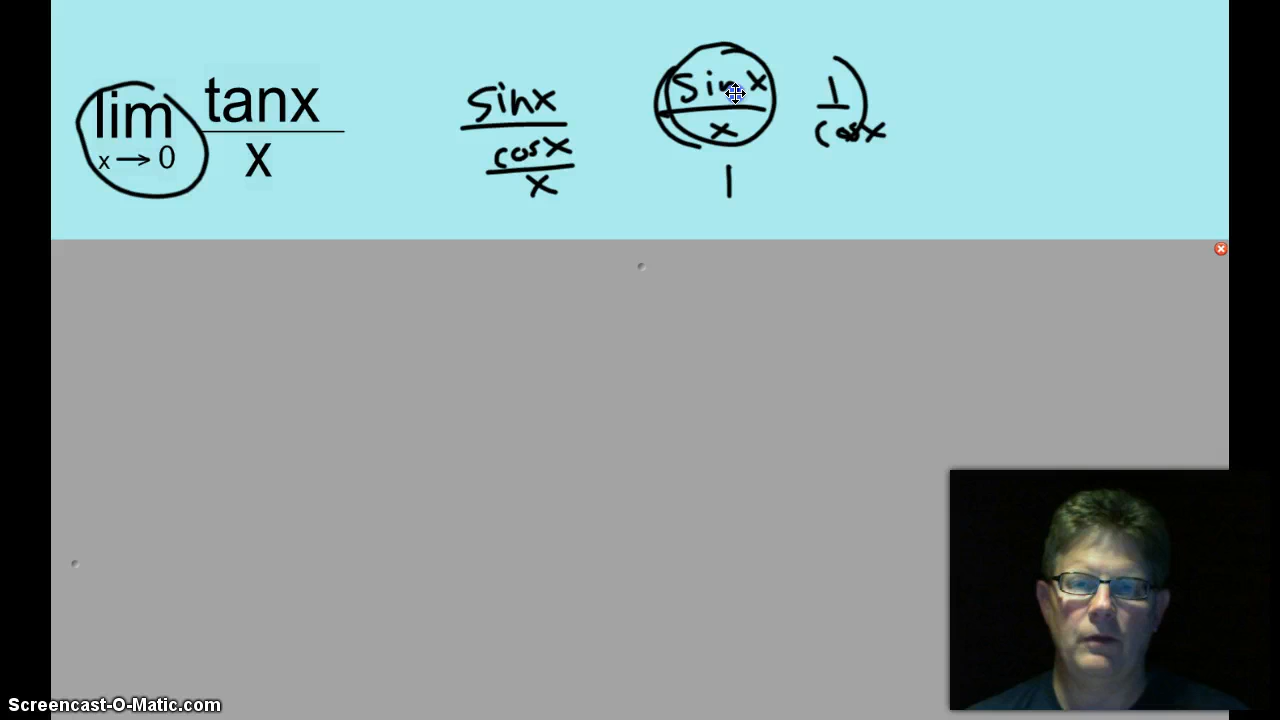 lim tanx
x → 0 x
sinx
cosx
x
sinx
x
1
1
cosx
Screencast-O-Matic.com